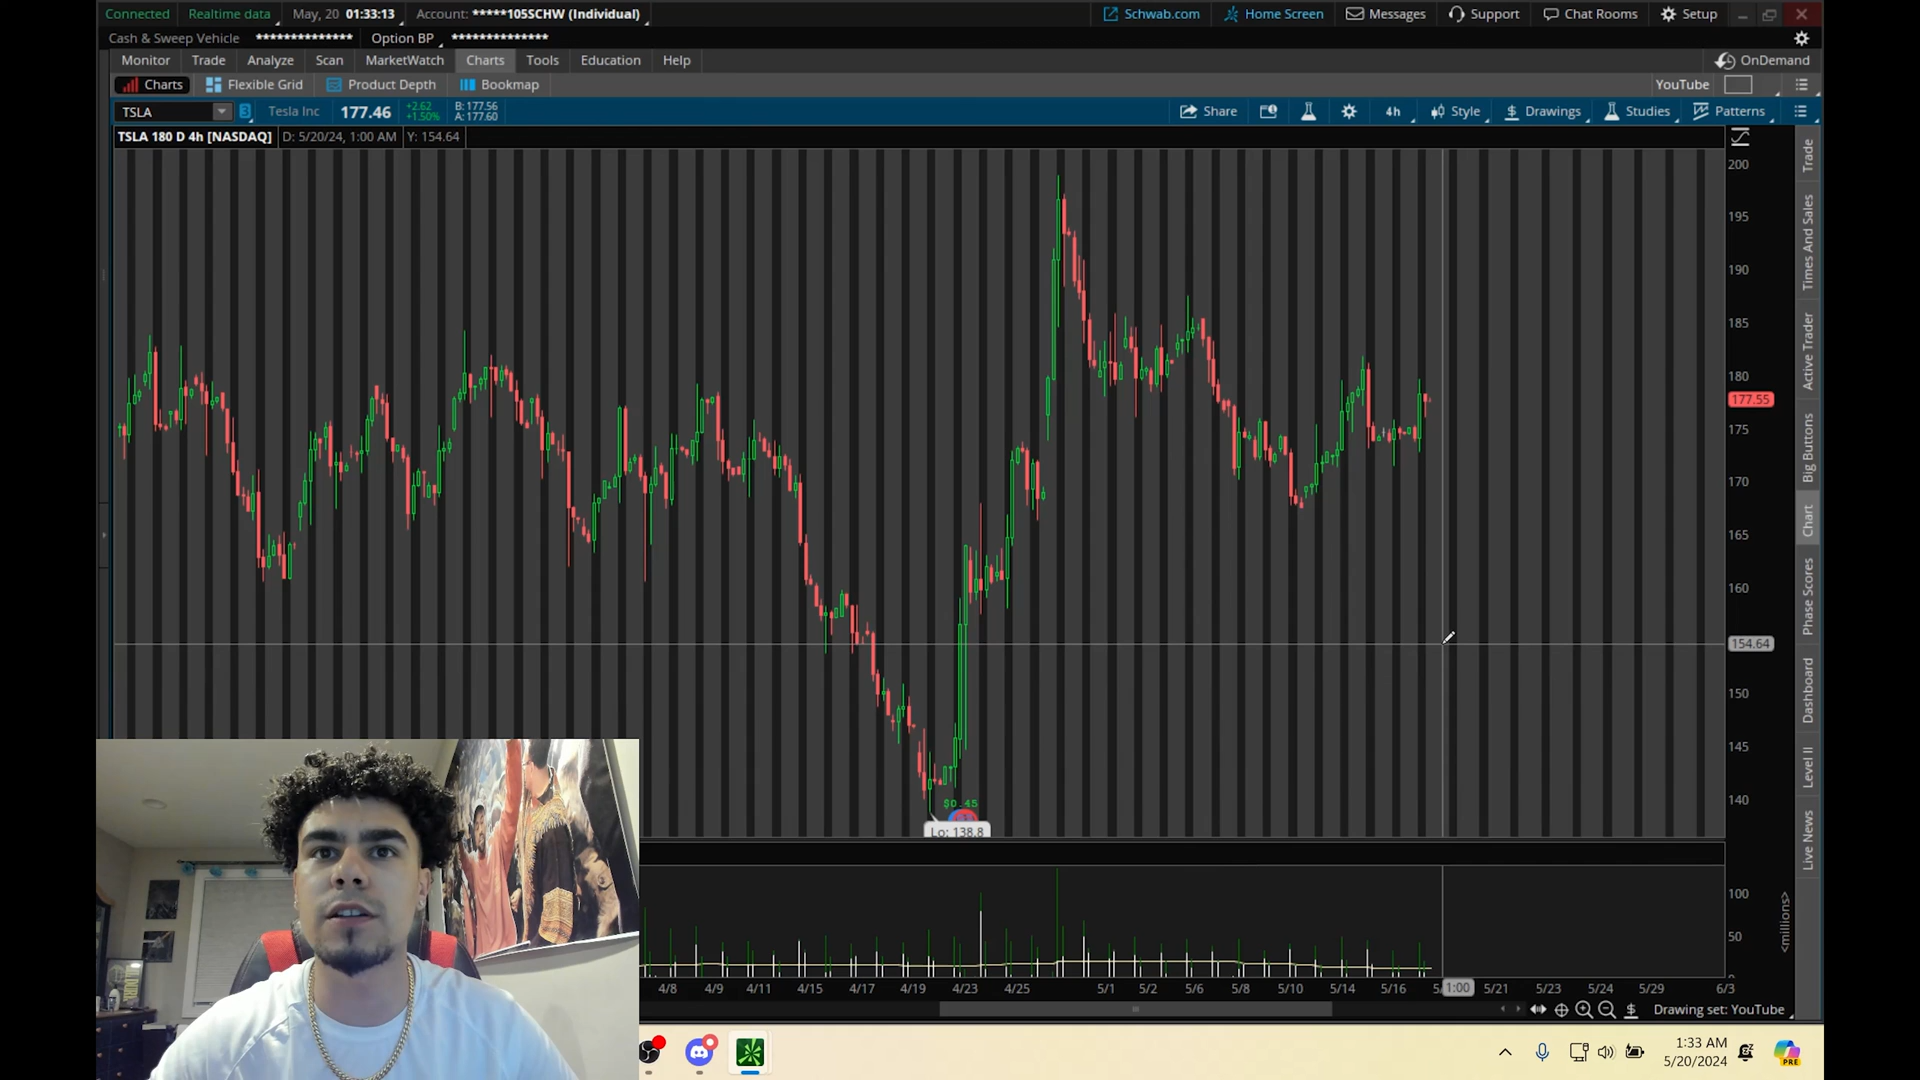 Connected Realtime data May, 20 01:33:13 Account: *****105SCHW (Individual) Schwab.com Home Screen Messages Support Chat Rooms Setup
Cash & Sweep Vehicle ************** Option BP **************
Monitor Trade Analyze Scan MarketWatch Charts Tools Education Help OnDemand
Charts Flexible Grid Product Depth Bookmap YouTube
TSLA 3 Tesla Inc 177.46 +2.62 B: 177.56 Share 4h Style Drawings Studies Patterns
+1.50% A: 177.60
TSLA 180 D 4h [NASDAQ] D: 5/20/24, 1:00 AM Y: 154.64
200
195
190
185
180
177.55
175
170
165
160
154.64
150
145
140
$0.45
Lo: 138.8
100
50
<millions>
4/8 4/9 4/11 4/15 4/17 4/19 4/23 4/25 5/1 5/2 5/6 5/8 5/10 5/14 5/16 1:00 5/21 5/23 5/24 5/29 6/3
Drawing set: YouTube
Trade
Times And Sales
Active Trader
Big Buttons
Chart
Phase Scores
Dashboard
Level II
Live News
1:33 AM
5/20/2024
PRE